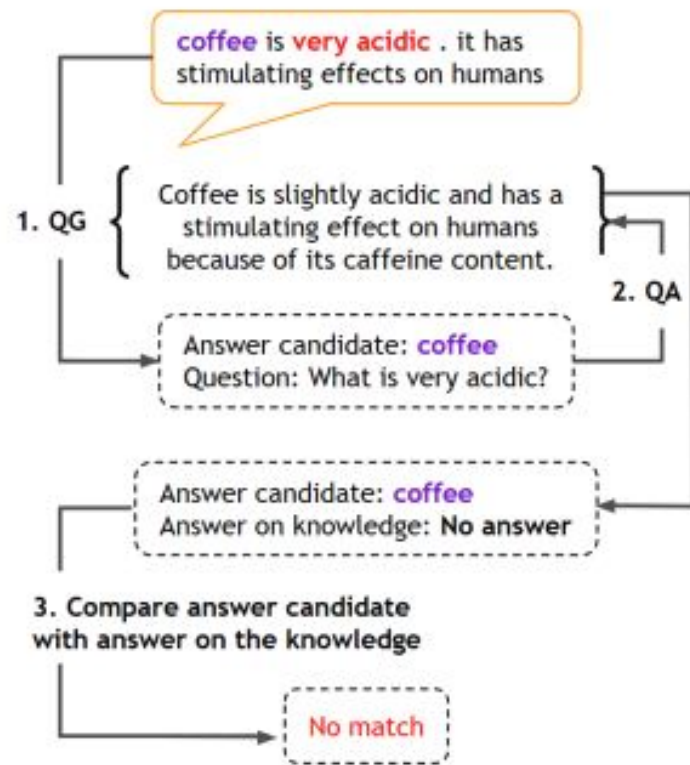 coffee is very acidic . it has
stimulating effects on humans
1. QG
Coffee is slightly acidic and has a
stimulating effect on humans
because of its caffeine content.
2. QA
Answer candidate: coffee
Question: What is very acidic?
Answer candidate: coffee
Answer on knowledge: No answer
3. Compare answer candidate
with answer on the knowledge
No match